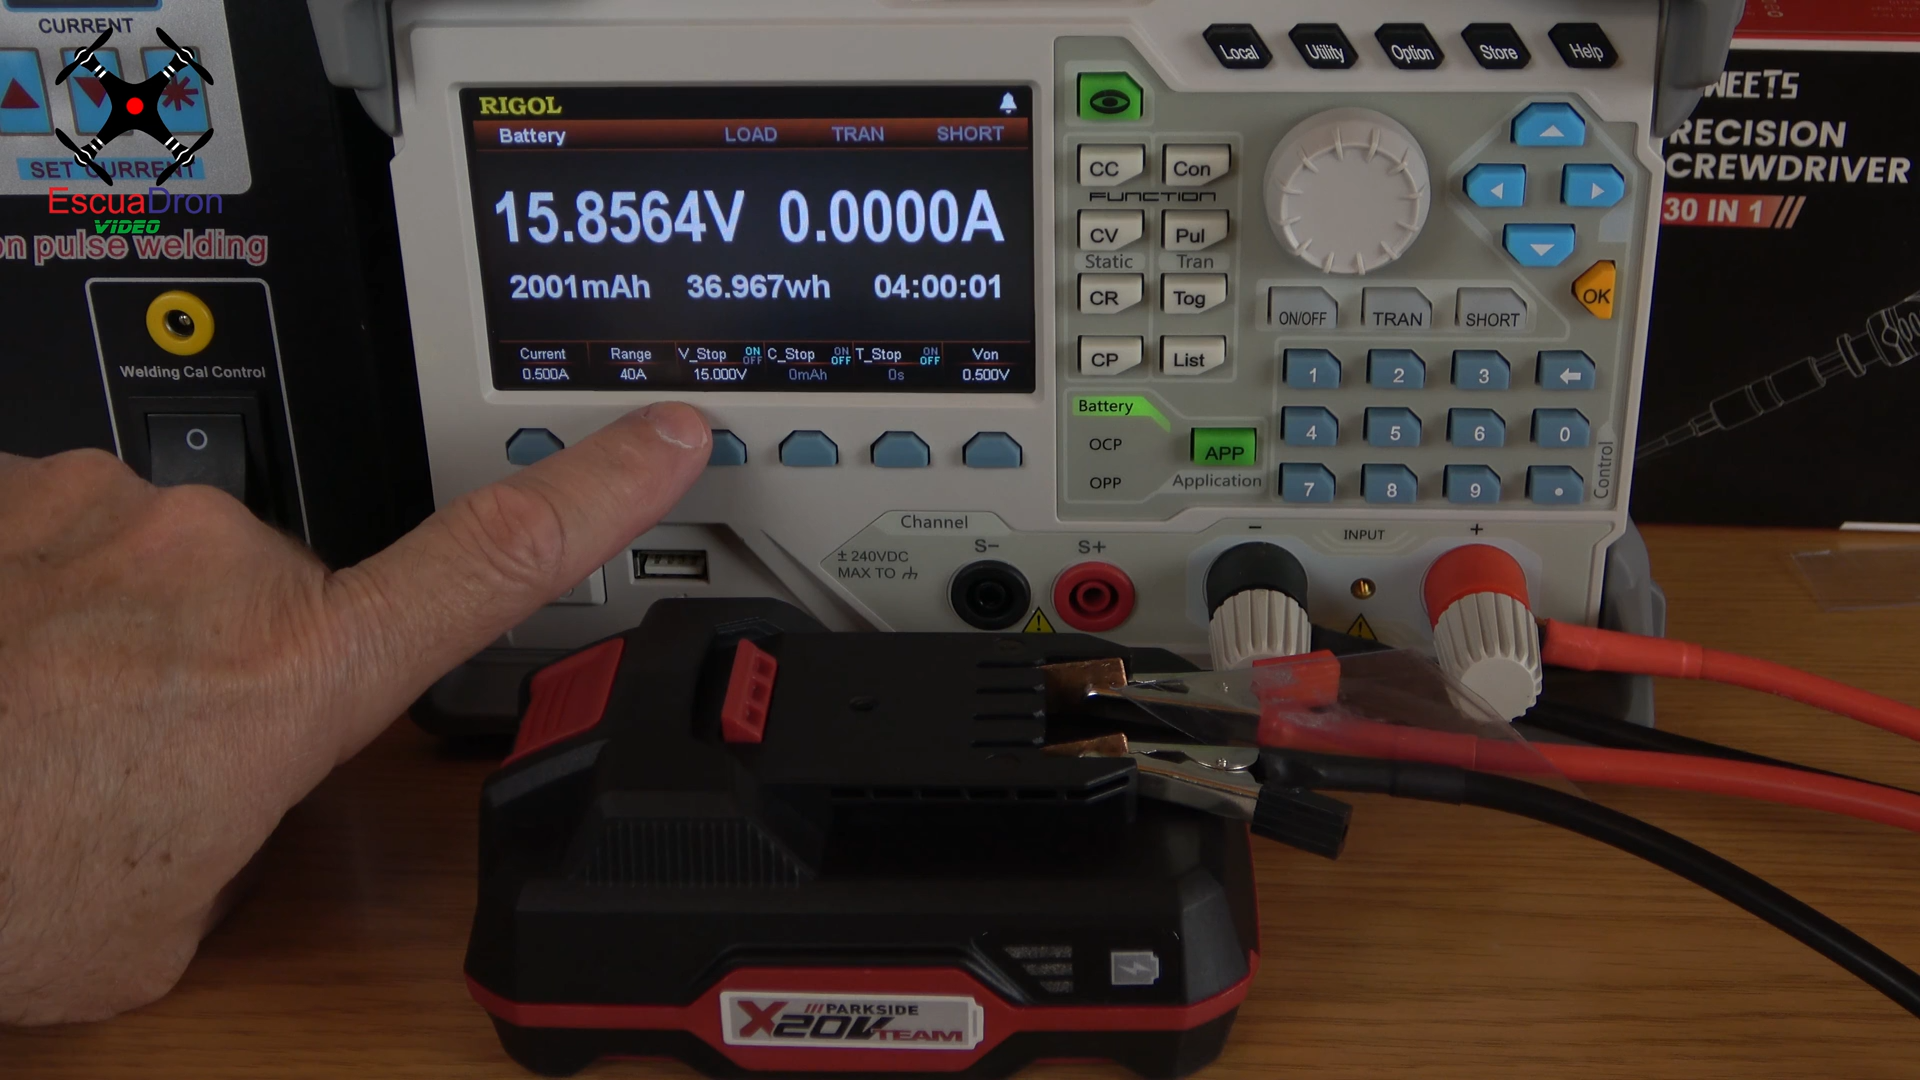 CURRENT
SET CURRENT
EscuaDron
VIDEO
on pulse welding
Welding Cal Control
RIGOL
Battery LOAD TRAN SHORT
15.8564V 0.0000A
2001mAh 36.967wh 04:00:01
Current Range V_Stop ON OFF C_Stop ON OFF T_Stop ON OFF Von
0.500A 40A 15.000V 0mAh 0s 0.500V
Local Utility Option Store Help
CC Con
FUNCTION
CV Pul
Static Tran
CR Tog
CP List
OK
ON/OFF TRAN SHORT
1 2 3
4 5 6 0
7 8 9 .
Control
Battery
OCP
OPP
APP
Application
Channel
± 240VDC
MAX TO
S- S+
- INPUT +
WEETS
RECISION
CREWDRIVER
30 IN 1
///PARKSIDE
X20V TEAM